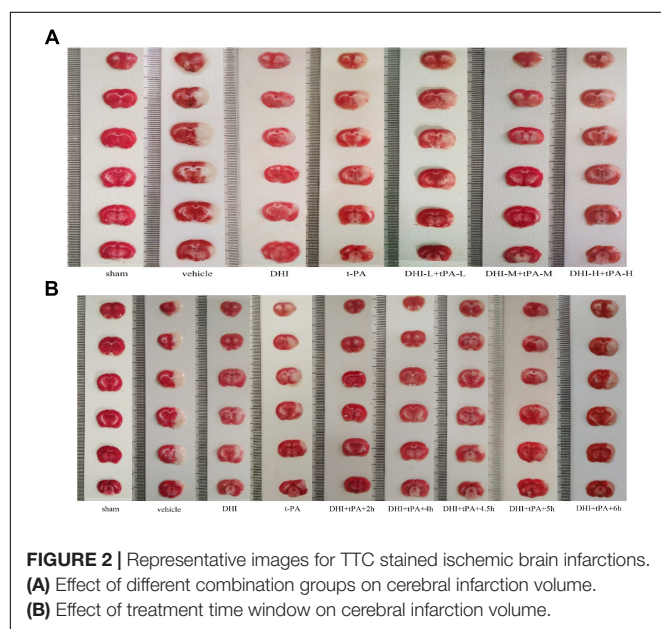 A
sham vehicle DHI t-PA DHI-L+tPA-L DHI-M+tPA-M DHI-H+tPA-H
B
sham vehicle DHI t-PA DHI+tPA+2h DHI+tPA+4h DHI+tPA+4.5h DHI+tPA+5h DHI+tPA+6h
FIGURE 2 | Representative images for TTC stained ischemic brain infarctions.
(A) Effect of different combination groups on cerebral infarction volume.
(B) Effect of treatment time window on cerebral infarction volume.